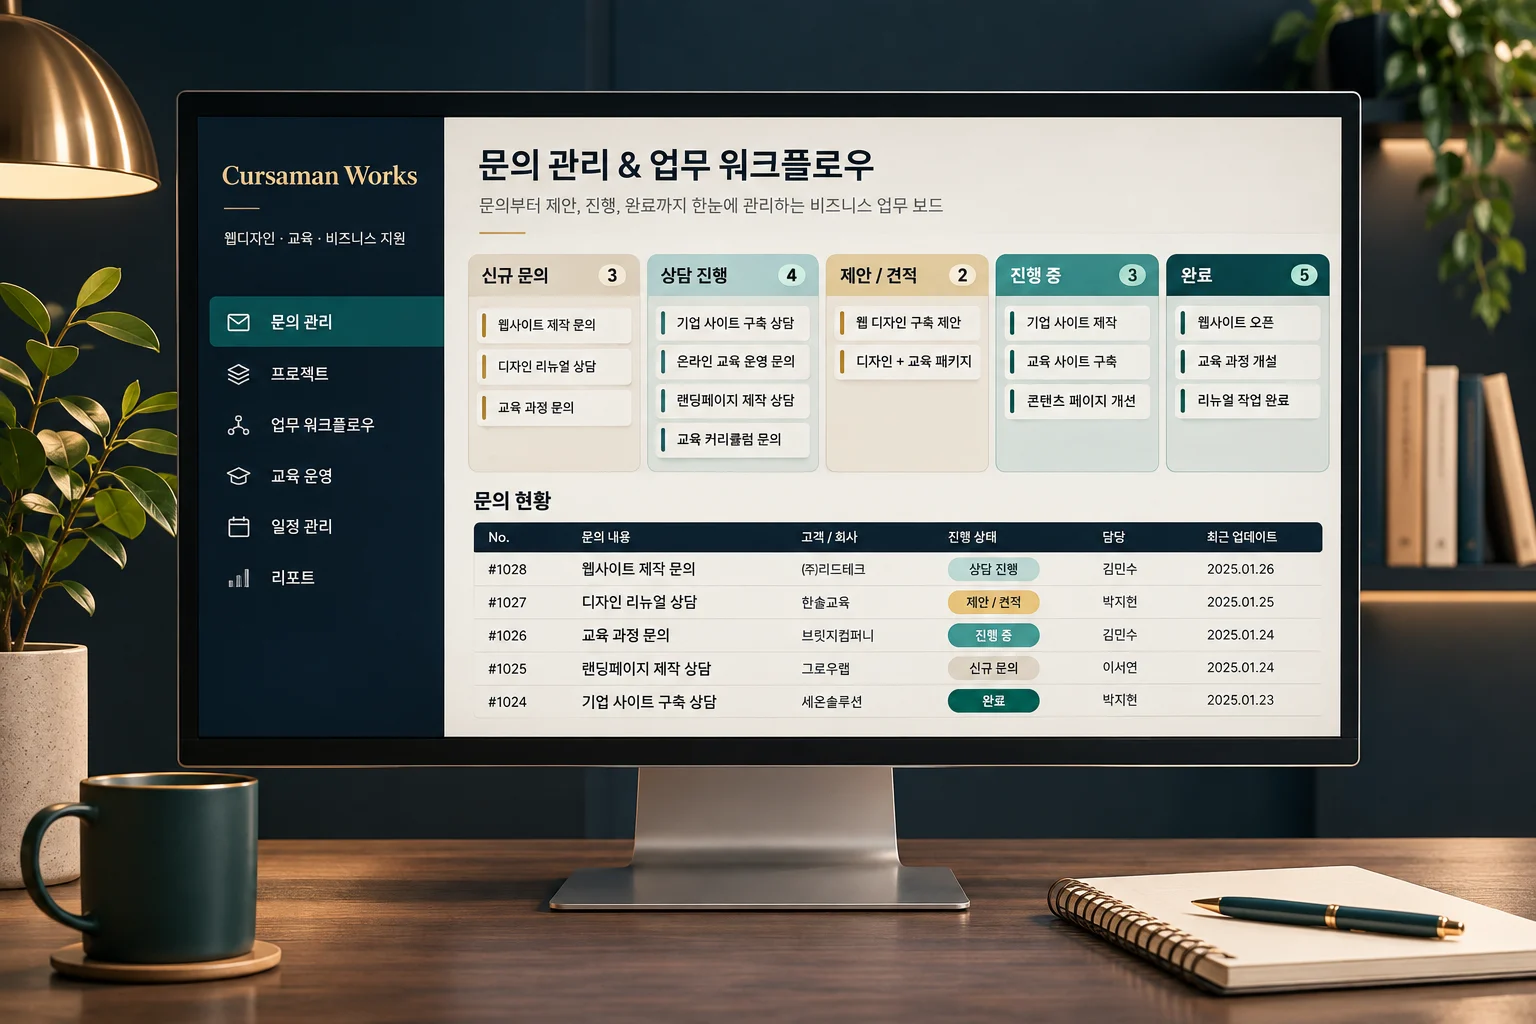 Cursaman Works
웹디자인 · 교육 · 비즈니스 지원
문의 관리
프로젝트
업무 워크플로우
교육 운영
일정 관리
리포트
문의 관리 & 업무 워크플로우
문의부터 제안, 진행, 완료까지 한눈에 관리하는 비즈니스 업무 보드
신규 문의 3
웹사이트 제작 문의
디자인 리뉴얼 상담
교육 과정 문의
상담 진행 4
기업 사이트 구축 상담
온라인 교육 운영 문의
랜딩페이지 제작 상담
교육 커리큘럼 문의
제안 / 견적 2
웹 디자인 구축 제안
디자인 + 교육 패키지
진행 중 3
기업 사이트 제작
교육 사이트 구축
콘텐츠 페이지 개선
완료 5
웹사이트 오픈
교육 과정 개설
리뉴얼 작업 완료
문의 현황
No. 문의 내용 고객 / 회사 진행 상태 담당 최근 업데이트
#1028 웹사이트 제작 문의 (주)리드테크 상담 진행 김민수 2025.01.26
#1027 디자인 리뉴얼 상담 한솔교육 제안 / 견적 박지현 2025.01.25
#1026 교육 과정 문의 브릿지컴퍼니 진행 중 김민수 2025.01.24
#1025 랜딩페이지 제작 상담 그로우랩 신규 문의 이서연 2025.01.24
#1024 기업 사이트 구축 상담 세온솔루션 완료 박지현 2025.01.23